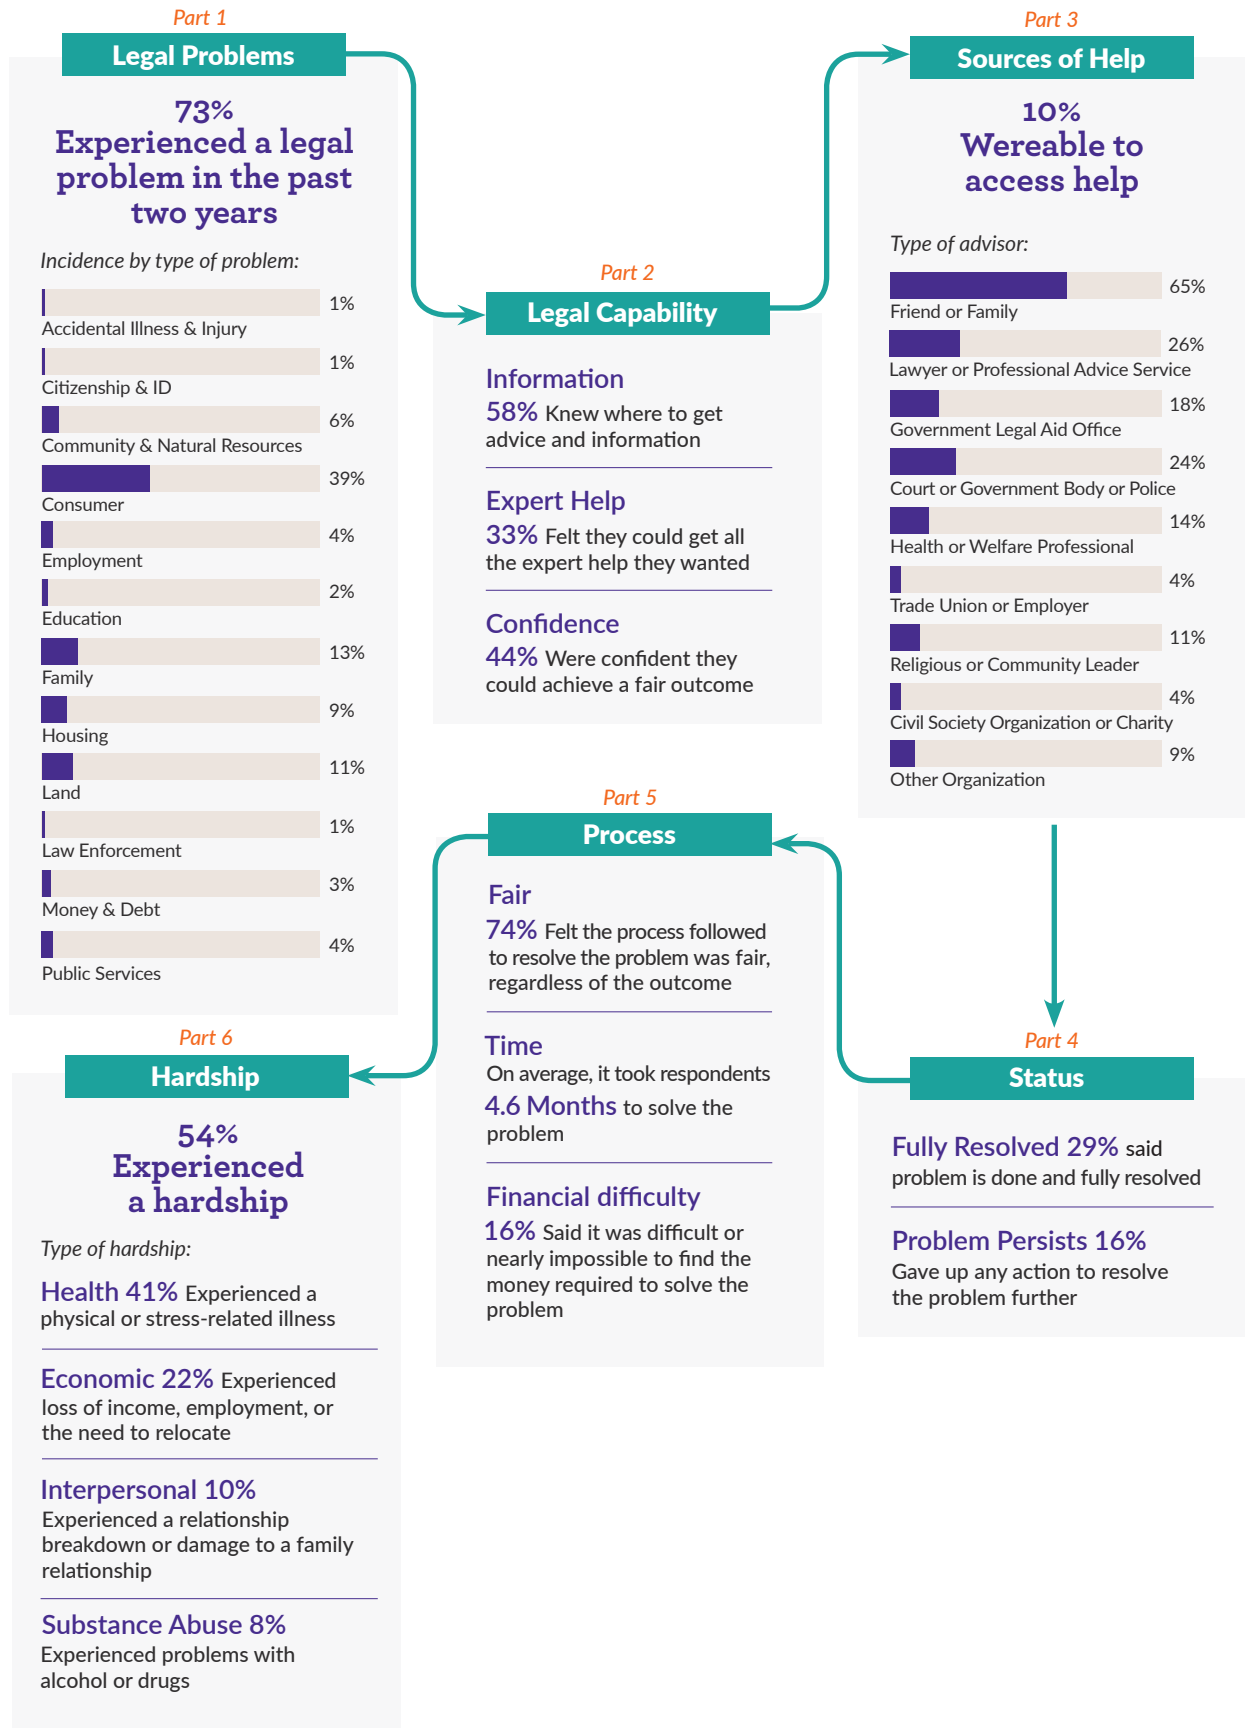 Part 1
Legal Problems
73%
Experienced a legal
problem in the past
two years
Incidence by type of problem:
1%
Accidental Illness & Injury
1%
Citizenship & ID
6%
Community & Natural Resources
39%
Consumer
4%
Employment
2%
Education
13%
Family
9%
Housing
11%
Land
1%
Law Enforcement
3%
Money & Debt
4%
Public Services
Part 2
Legal Capability
Information
58% Knew where to get
advice and information
Expert Help
33% Felt they could get all
the expert help they wanted
Confidence
44% Were confident they
could achieve a fair outcome
Part 3
Sources of Help
10%
Wereable to
access help
Type of advisor:
65%
Friend or Family
26%
Lawyer or Professional Advice Service
18%
Government Legal Aid Office
24%
Court or Government Body or Police
14%
Health or Welfare Professional
4%
Trade Union or Employer
11%
Religious or Community Leader
4%
Civil Society Organization or Charity
9%
Other Organization
Part 4
Status
Fully Resolved 29% said
problem is done and fully resolved
Problem Persists 16%
Gave up any action to resolve
the problem further
Part 5
Process
Fair
74% Felt the process followed
to resolve the problem was fair,
regardless of the outcome
Time
On average, it took respondents
4.6 Months to solve the
problem
Financial difficulty
16% Said it was difficult or
nearly impossible to find the
money required to solve the
problem
Part 6
Hardship
54%
Experienced
a hardship
Type of hardship:
Health 41% Experienced a
physical or stress-related illness
Economic 22% Experienced
loss of income, employment, or
the need to relocate
Interpersonal 10%
Experienced a relationship
breakdown or damage to a family
relationship
Substance Abuse 8%
Experienced problems with
alcohol or drugs